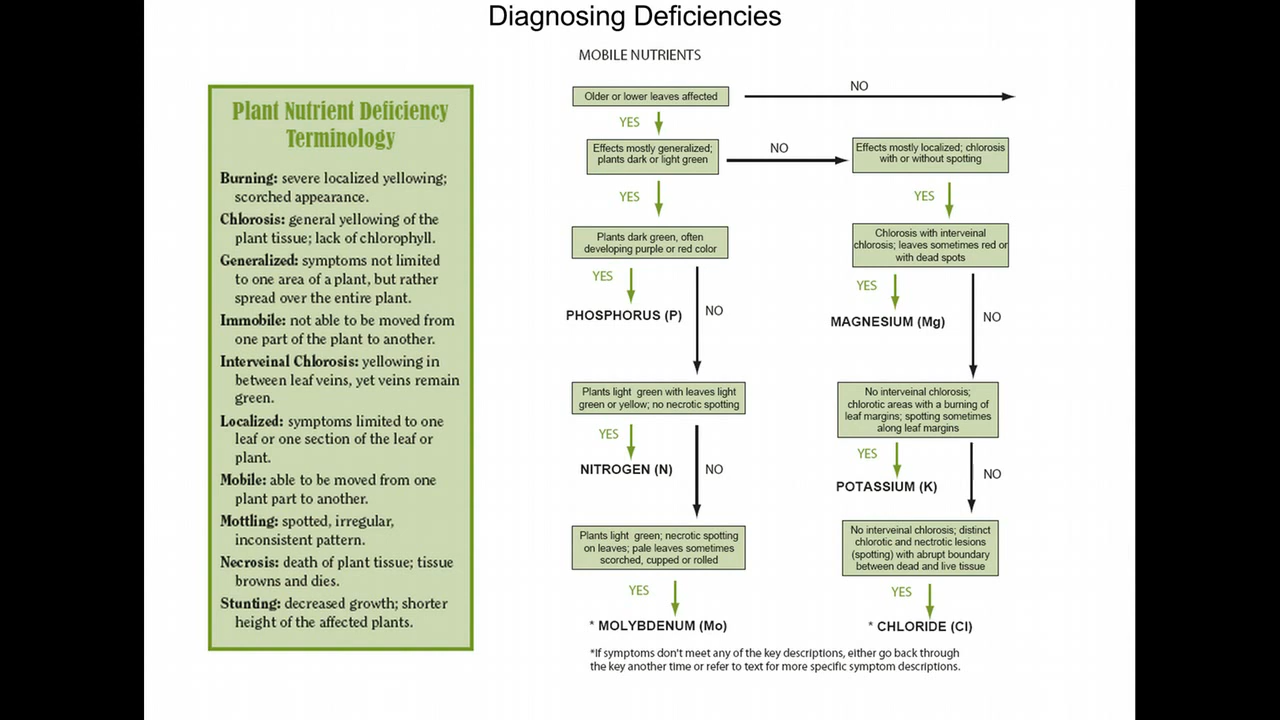 Diagnosing Deficiencies
Plant Nutrient Deficiency
Terminology
Burning: severe localized yellowing;
scorched appearance.
Chlorosis: general yellowing of the
plant tissue; lack of chlorophyll.
Generalized: symptoms not limited
to one area of a plant, but rather
spread over the entire plant.
Immobile: not able to be moved from
one part of the plant to another.
Interveinal Chlorosis: yellowing in
between leaf veins, yet veins remain
green.
Localized: symptoms limited to one
leaf or one section of the leaf or
plant.
Mobile: able to be moved from one
plant part to another.
Mottling: spotted, irregular,
inconsistent pattern.
Necrosis: death of plant tissue; tissue
browns and dies.
Stunting: decreased growth; shorter
height of the affected plants.
MOBILE NUTRIENTS
Older or lower leaves affected
NO
YES
Effects mostly generalized;
plants dark or light green
NO
YES
Plants dark green, often
developing purple or red color
YES
NO
PHOSPHORUS (P)
Plants light green with leaves light
green or yellow; no necrotic spotting
YES
NO
NITROGEN (N)
Plants light green; necrotic spotting
on leaves; pale leaves sometimes
scorched, cupped or rolled
YES
* MOLYBDENUM (Mo)
Effects mostly localized; chlorosis
with or without spotting
YES
Chlorosis with interveinal
chlorosis; leaves sometimes red or
with dead spots
YES
NO
MAGNESIUM (Mg)
No interveinal chlorosis;
chlorotic areas with a burning of
leaf margins; spotting sometimes
along leaf margins
YES
NO
POTASSIUM (K)
No interveinal chlorosis; distinct
chlorotic and nectrotic lesions
(spotting) with abrupt boundary
between dead and live tissue
YES
* CHLORIDE (Cl)
*If symptoms don't meet any of the key descriptions, either go back through
the key another time or refer to text for more specific symptom descriptions.